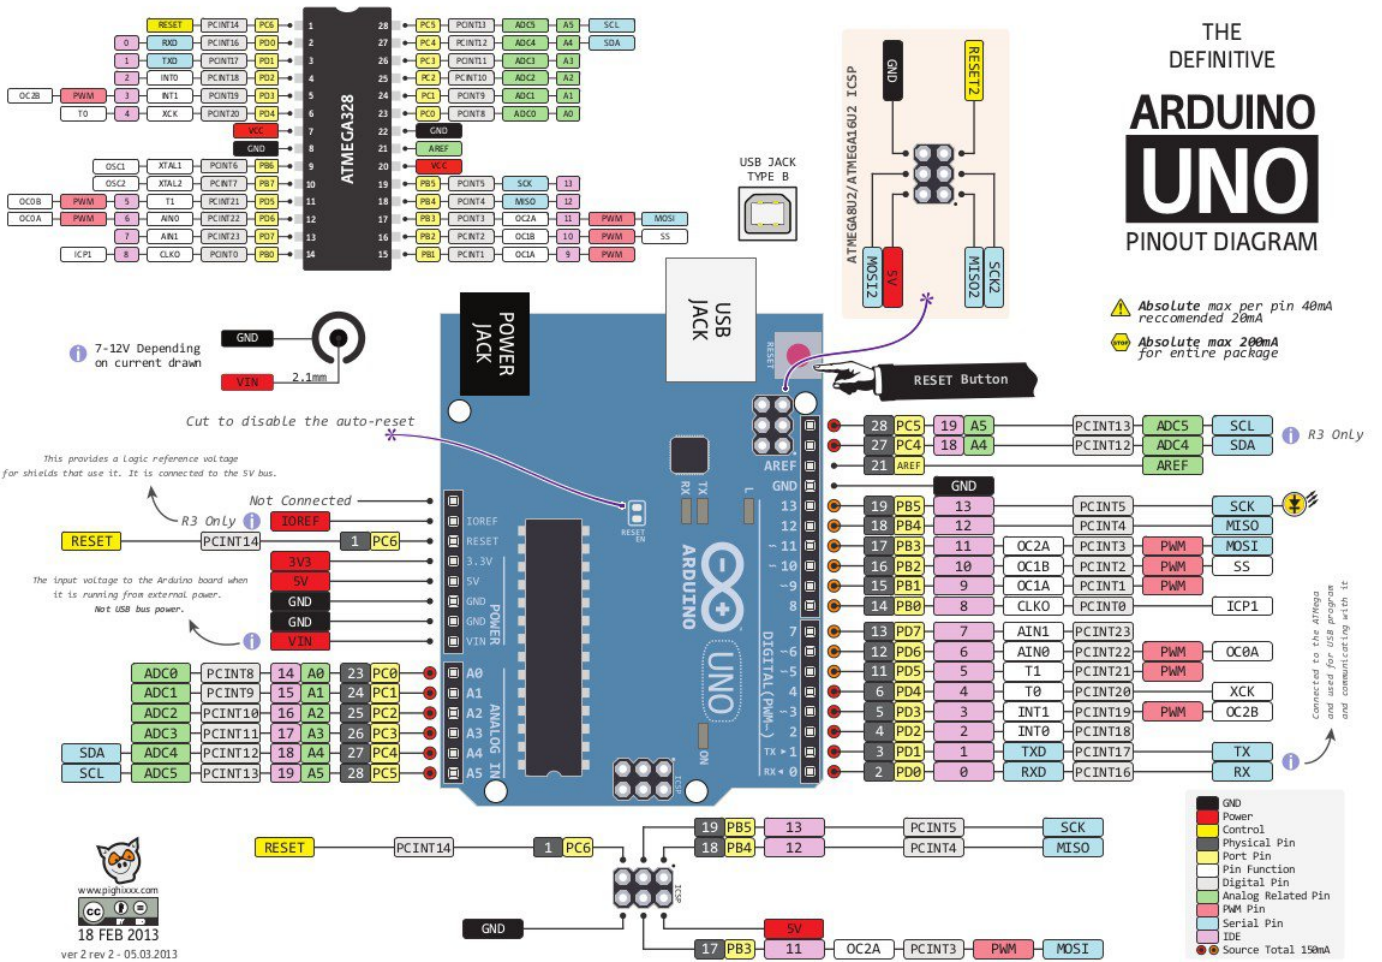 THE
DEFINITIVE
ARDUINO
UNO
PINOUT DIAGRAM
RESET PCINT14 PC6 1
0 RXD PCINT16 PD0 2
1 TXD PCINT17 PD1 3
2 INT0 PCINT18 PD2 4
OC2B PWM 3 INT1 PCINT19 PD3 5
T0 4 XCK PCINT20 PD4 6
VCC 7
GND 8
OSC1 XTAL1 PCINT6 PB6 9
OSC2 XTAL2 PCINT7 PB7 10
OC0B PWM 5 T1 PCINT21 PD5 11
OC0A PWM 6 AIN0 PCINT22 PD6 12
7 AIN1 PCINT23 PD7 13
ICP1 8 CLKO PCINT0 PB0 14
ATMEGA328
28 PC5 PCINT13 ADC5 A5 SCL
27 PC4 PCINT12 ADC4 A4 SDA
26 PC3 PCINT11 ADC3 A3
25 PC2 PCINT10 ADC2 A2
24 PC1 PCINT9 ADC1 A1
23 PC0 PCINT8 ADC0 A0
22 GND
21 AREF
20 VCC
19 PB5 PCINT5 SCK 13
18 PB4 PCINT4 MISO 12
17 PB3 PCINT3 OC2A 11 PWM MOSI
16 PB2 PCINT2 OC1B 10 PWM SS
15 PB1 PCINT1 OC1A 9 PWM
USB JACK
TYPE B
ATMEGA8U2/ATMEGA16U2 ICSP
GND
RESET2
MOSI2
5V
MISO2
SCK2
*
Absolute max per pin 40mA
reccomended 20mA
STOP
Absolute max 200mA
for entire package
GND
VIN
2.1mm
i 7-12V Depending
on current drawn
POWER
JACK
USB
JACK
RESET
RESET Button
Cut to disable the auto-reset
*
This provides a logic reference voltage
for shields that use it. It is connected to the 5V bus.
Not Connected
R3 Only i IOREF
RESET PCINT14 1 PC6
3V3
5V
GND
GND
i VIN
The input voltage to the Arduino board when
it is running from external power.
Not USB bus power.
ADC0 PCINT8 14 A0 23 PC0
ADC1 PCINT9 15 A1 24 PC1
ADC2 PCINT10 16 A2 25 PC2
ADC3 PCINT11 17 A3 26 PC3
SDA ADC4 PCINT12 18 A4 27 PC4
SCL ADC5 PCINT13 19 A5 28 PC5
IOREF
RESET
3.3V
5V
GND
GND
VIN
POWER
A0
A1
A2
A3
A4
A5
ANALOG IN
RESET
EN
RX
TX
L
ARDUINO
UNO
ON
ICSP
AREF
GND
13
12
~ 11
~ 10
~9
8
7
~6
~5
4
~3
2
TX ▸ 1
RX ◂ 0
DIGITAL (PWM~)
28 PC5 19 A5 PCINT13 ADC5 SCL
27 PC4 18 A4 PCINT12 ADC4 SDA
i R3 Only
21 AREF AREF
GND
19 PB5 13 PCINT5 SCK
18 PB4 12 PCINT4 MISO
17 PB3 11 OC2A PCINT3 PWM MOSI
16 PB2 10 OC1B PCINT2 PWM SS
15 PB1 9 OC1A PCINT1 PWM
14 PB0 8 CLKO PCINT0 ICP1
13 PD7 7 AIN1 PCINT23
12 PD6 6 AIN0 PCINT22 PWM OC0A
11 PD5 5 T1 PCINT21 PWM
6 PD4 4 T0 PCINT20 XCK
5 PD3 3 INT1 PCINT19 PWM OC2B
4 PD2 2 INT0 PCINT18
3 PD1 1 TXD PCINT17 TX
2 PD0 0 RXD PCINT16 RX
i
Connected to the ATMega
and used for USB program
and communicating with it
RESET PCINT14 1 PC6
19 PB5 13 PCINT5 SCK
18 PB4 12 PCINT4 MISO
ICSP
GND
5V
17 PB3 11 OC2A PCINT3 PWM MOSI
GND
Power
Control
Physical Pin
Port Pin
Pin Function
Digital Pin
Analog Related Pin
PWM Pin
Serial Pin
IDE
Source Total 150mA
www.pighixxx.com
cc
BY ND
18 FEB 2013
ver 2 rev 2 - 05.03.2013